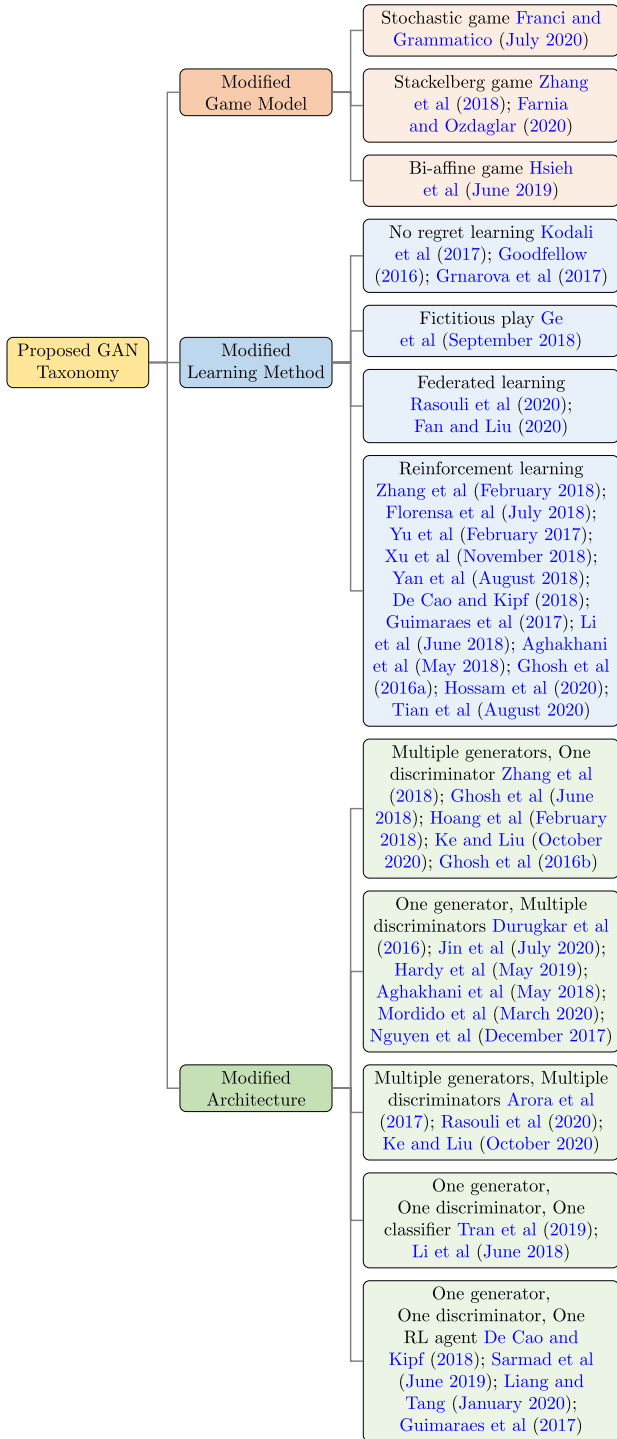 Proposed GAN
Taxonomy
Modified
Game Model
Stochastic game Franci and
Grammatico (July 2020)
Stackelberg game Zhang
et al (2018); Farnia
and Ozdaglar (2020)
Bi-affine game Hsieh
et al (June 2019)
Modified
Learning Method
No regret learning Kodali
et al (2017); Goodfellow
(2016); Grnarova et al (2017)
Fictitious play Ge
et al (September 2018)
Federated learning
Rasouli et al (2020);
Fan and Liu (2020)
Reinforcement learning
Zhang et al (February 2018);
Florensa et al (July 2018);
Yu et al (February 2017);
Xu et al (November 2018);
Yan et al (August 2018);
De Cao and Kipf (2018);
Guimaraes et al (2017); Li
et al (June 2018); Aghakhani
et al (May 2018); Ghosh et al
(2016a); Hossam et al (2020);
Tian et al (August 2020)
Modified
Architecture
Multiple generators, One
discriminator Zhang et al
(2018); Ghosh et al (June
2018); Hoang et al (February
2018); Ke and Liu (October
2020); Ghosh et al (2016b)
One generator, Multiple
discriminators Durugkar et al
(2016); Jin et al (July 2020);
Hardy et al (May 2019);
Aghakhani et al (May 2018);
Mordido et al (March 2020);
Nguyen et al (December 2017)
Multiple generators, Multiple
discriminators Arora et al
(2017); Rasouli et al (2020);
Ke and Liu (October 2020)
One generator,
One discriminator, One
classifier Tran et al (2019);
Li et al (June 2018)
One generator,
One discriminator, One
RL agent De Cao and
Kipf (2018); Sarmad et al
(June 2019); Liang and
Tang (January 2020);
Guimaraes et al (2017)